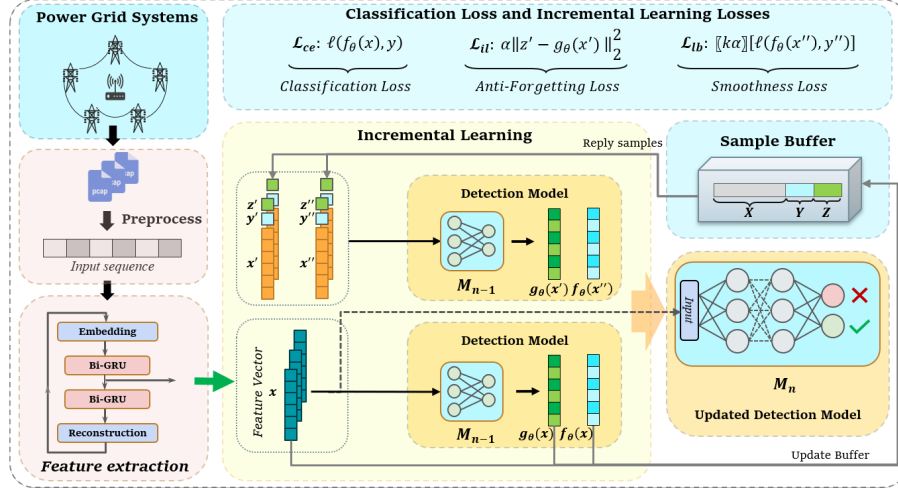 Power Grid Systems
pcap
cap
cap
Preprocess
Input sequence
Embedding
Bi-GRU
Bi-GRU
Reconstruction
Feature extraction
Classification Loss and Incremental Learning Losses
ℒce: ℓ(fθ(x), y)
Classification Loss
ℒil: α‖z′ − gθ(x′)‖²₂
Anti-Forgetting Loss
ℒlb: ⟦kα⟧[ℓ(fθ(x″), y″)]
Smoothness Loss
Incremental Learning
Reply samples
z′ z″
y′ y″
x′ x″
Detection Model
Mn−1
gθ(x′) fθ(x″)
Feature Vector
x
Detection Model
Mn−1
gθ(x) fθ(x)
Sample Buffer
X Y Z
Input
Mn
Updated Detection Model
Update Buffer